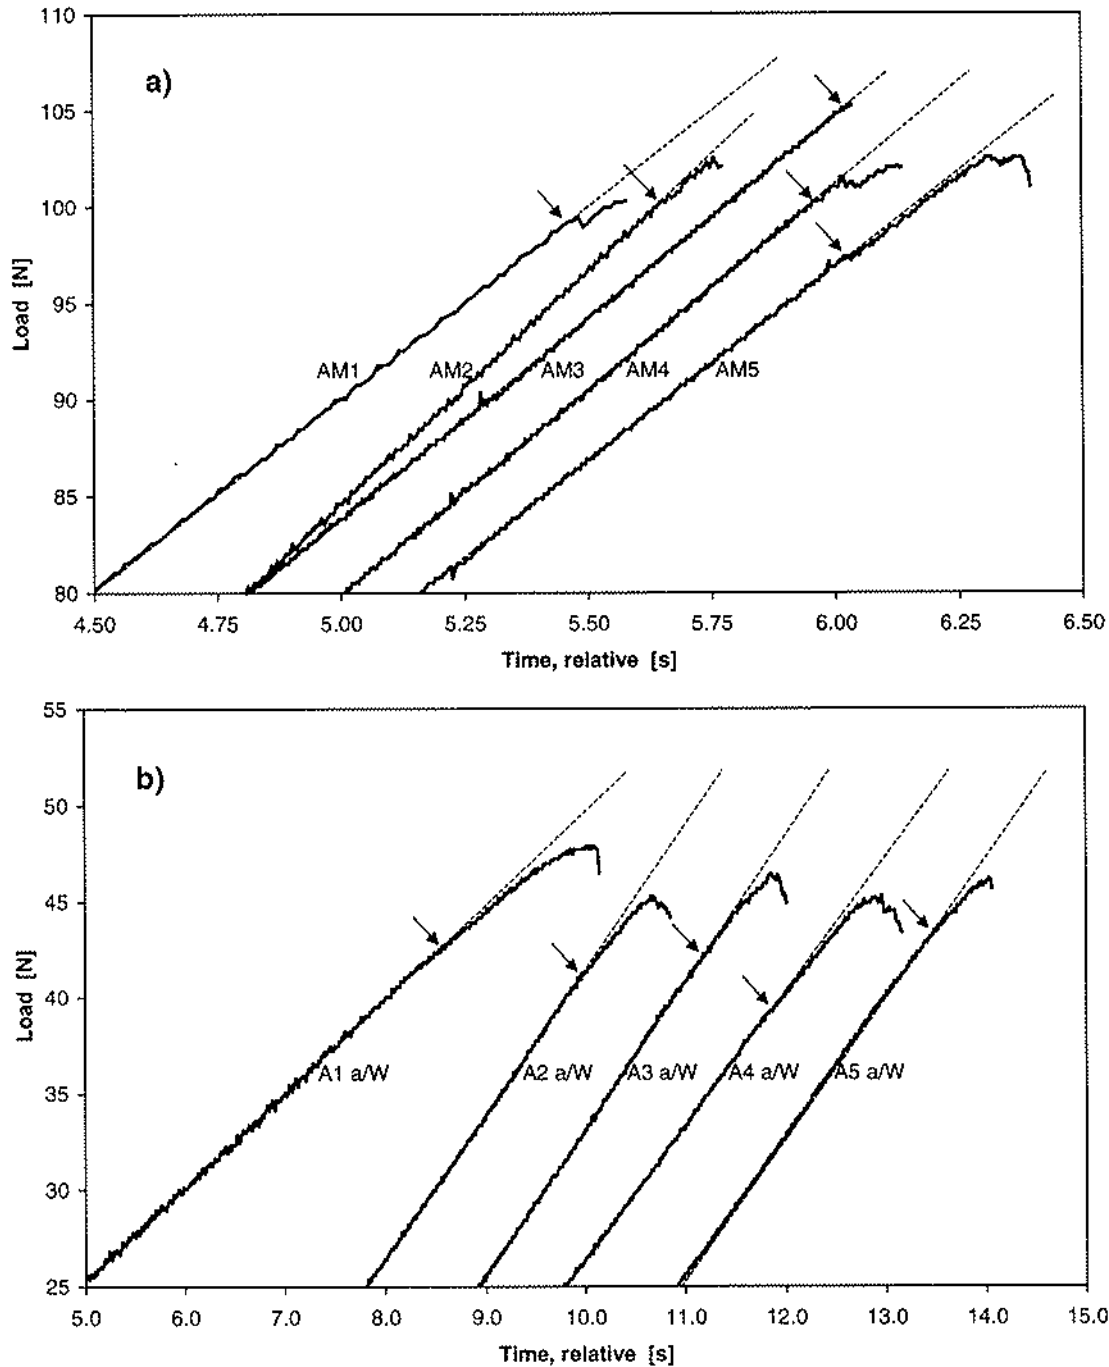 110
a)
105
100
Load [N]
95
AM1 AM2 AM3 AM4 AM5
90
85
80
4.50 4.75 5.00 5.25 5.50 5.75 6.00 6.25 6.50
Time, relative [s]
55
b)
50
45
Load [N]
40
A1 a/W A2 a/W A3 a/W A4 a/W A5 a/W
35
30
25
5.0 6.0 7.0 8.0 9.0 10.0 11.0 12.0 13.0 14.0 15.0
Time, relative [s]